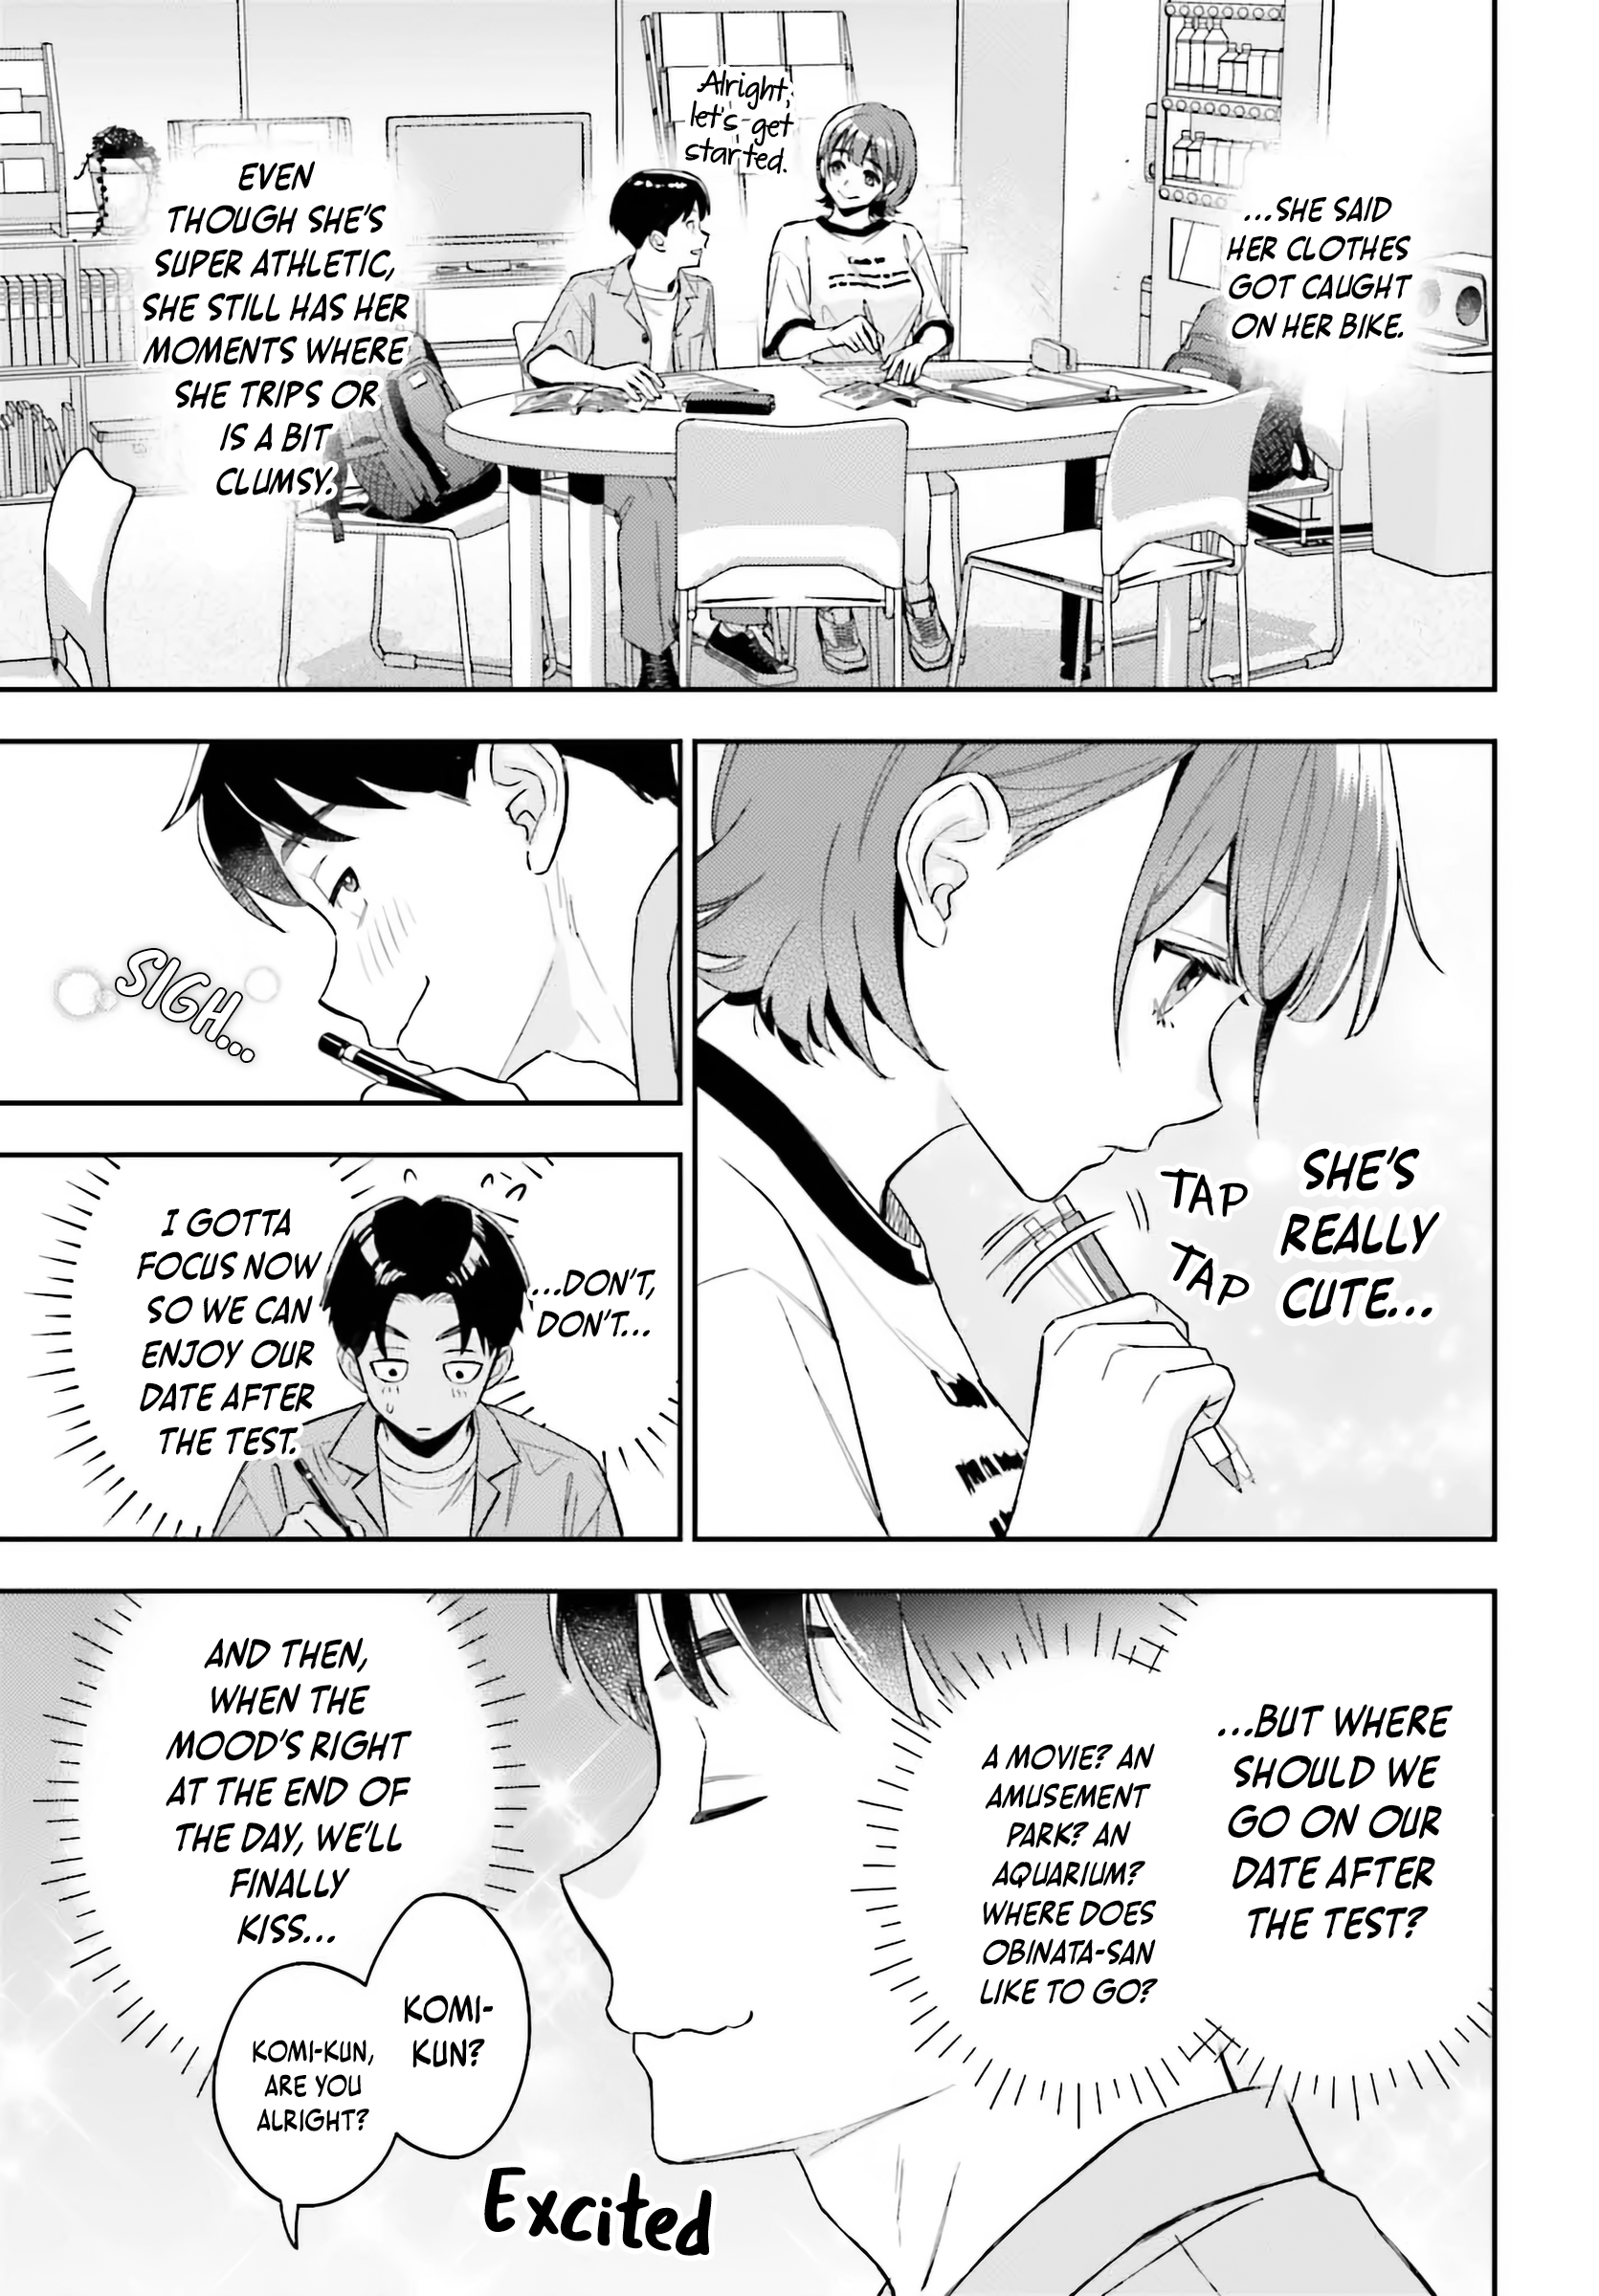 ...SHE SAID
HER CLOTHES
GOT CAUGHT
ON HER BIKE.
Alright,
let's get
started.
EVEN
THOUGH SHE'S
SUPER ATHLETIC,
SHE STILL HAS HER
MOMENTS WHERE
SHE TRIPS OR
IS A BIT
CLUMSY.
SHE'S
REALLY
CUTE...
TAP
TAP
SIGH...
...DON'T,
DON'T...
I GOTTA
FOCUS NOW
SO WE CAN
ENJOY OUR
DATE AFTER
THE TEST.
...BUT WHERE
SHOULD WE
GO ON OUR
DATE AFTER
THE TEST?
A MOVIE? AN
AMUSEMENT
PARK? AN
AQUARIUM?
WHERE DOES
OBINATA-SAN
LIKE TO GO?
AND THEN,
WHEN THE
MOOD'S RIGHT
AT THE END OF
THE DAY, WE'LL
FINALLY
KISS...
KOMI-
KUN?
KOMI-KUN,
ARE YOU
ALRIGHT?
Excited